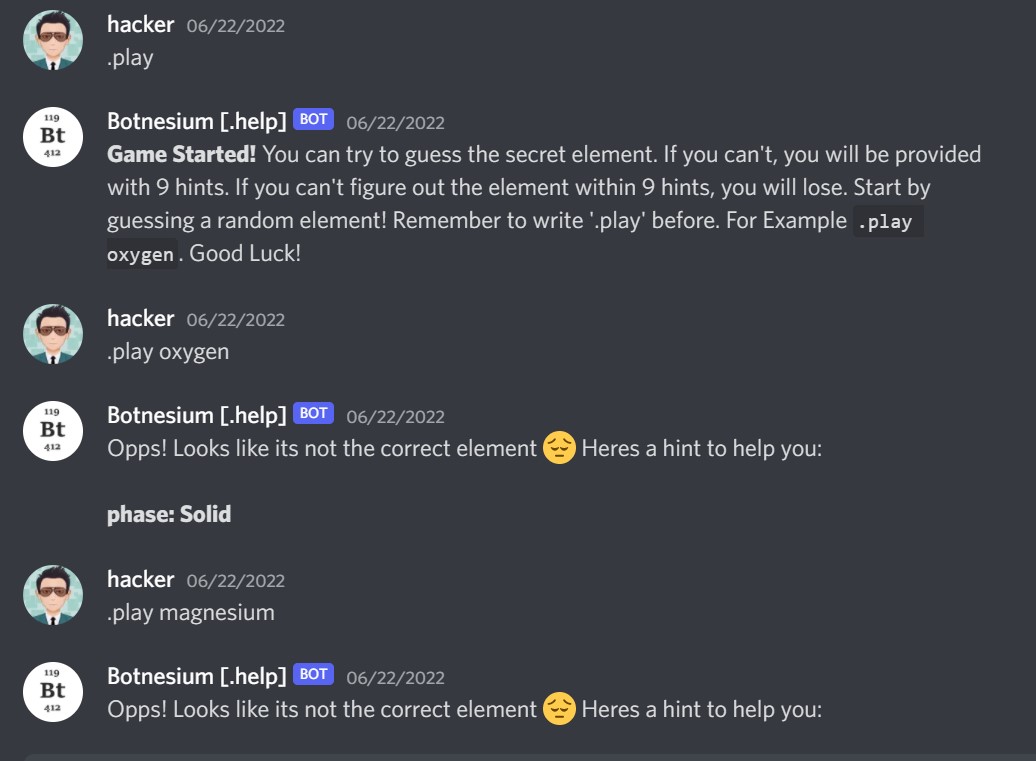 hacker 06/22/2022
.play
119
Bt
412
Botnesium [.help] BOT 06/22/2022
Game Started! You can try to guess the secret element. If you can't, you will be provided
with 9 hints. If you can't figure out the element within 9 hints, you will lose. Start by
guessing a random element! Remember to write '.play' before. For Example .play
oxygen. Good Luck!
hacker 06/22/2022
.play oxygen
119
Bt
412
Botnesium [.help] BOT 06/22/2022
Opps! Looks like its not the correct element 😔 Heres a hint to help you:
phase: Solid
hacker 06/22/2022
.play magnesium
119
Bt
412
Botnesium [.help] BOT 06/22/2022
Opps! Looks like its not the correct element 😔 Heres a hint to help you: